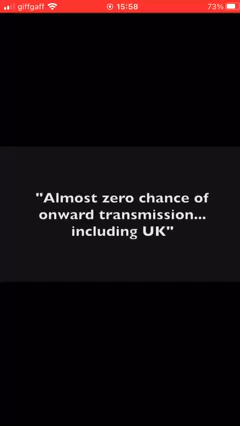 giffgaff 15:58 73%
"Almost zero chance of
onward transmission...
including UK"